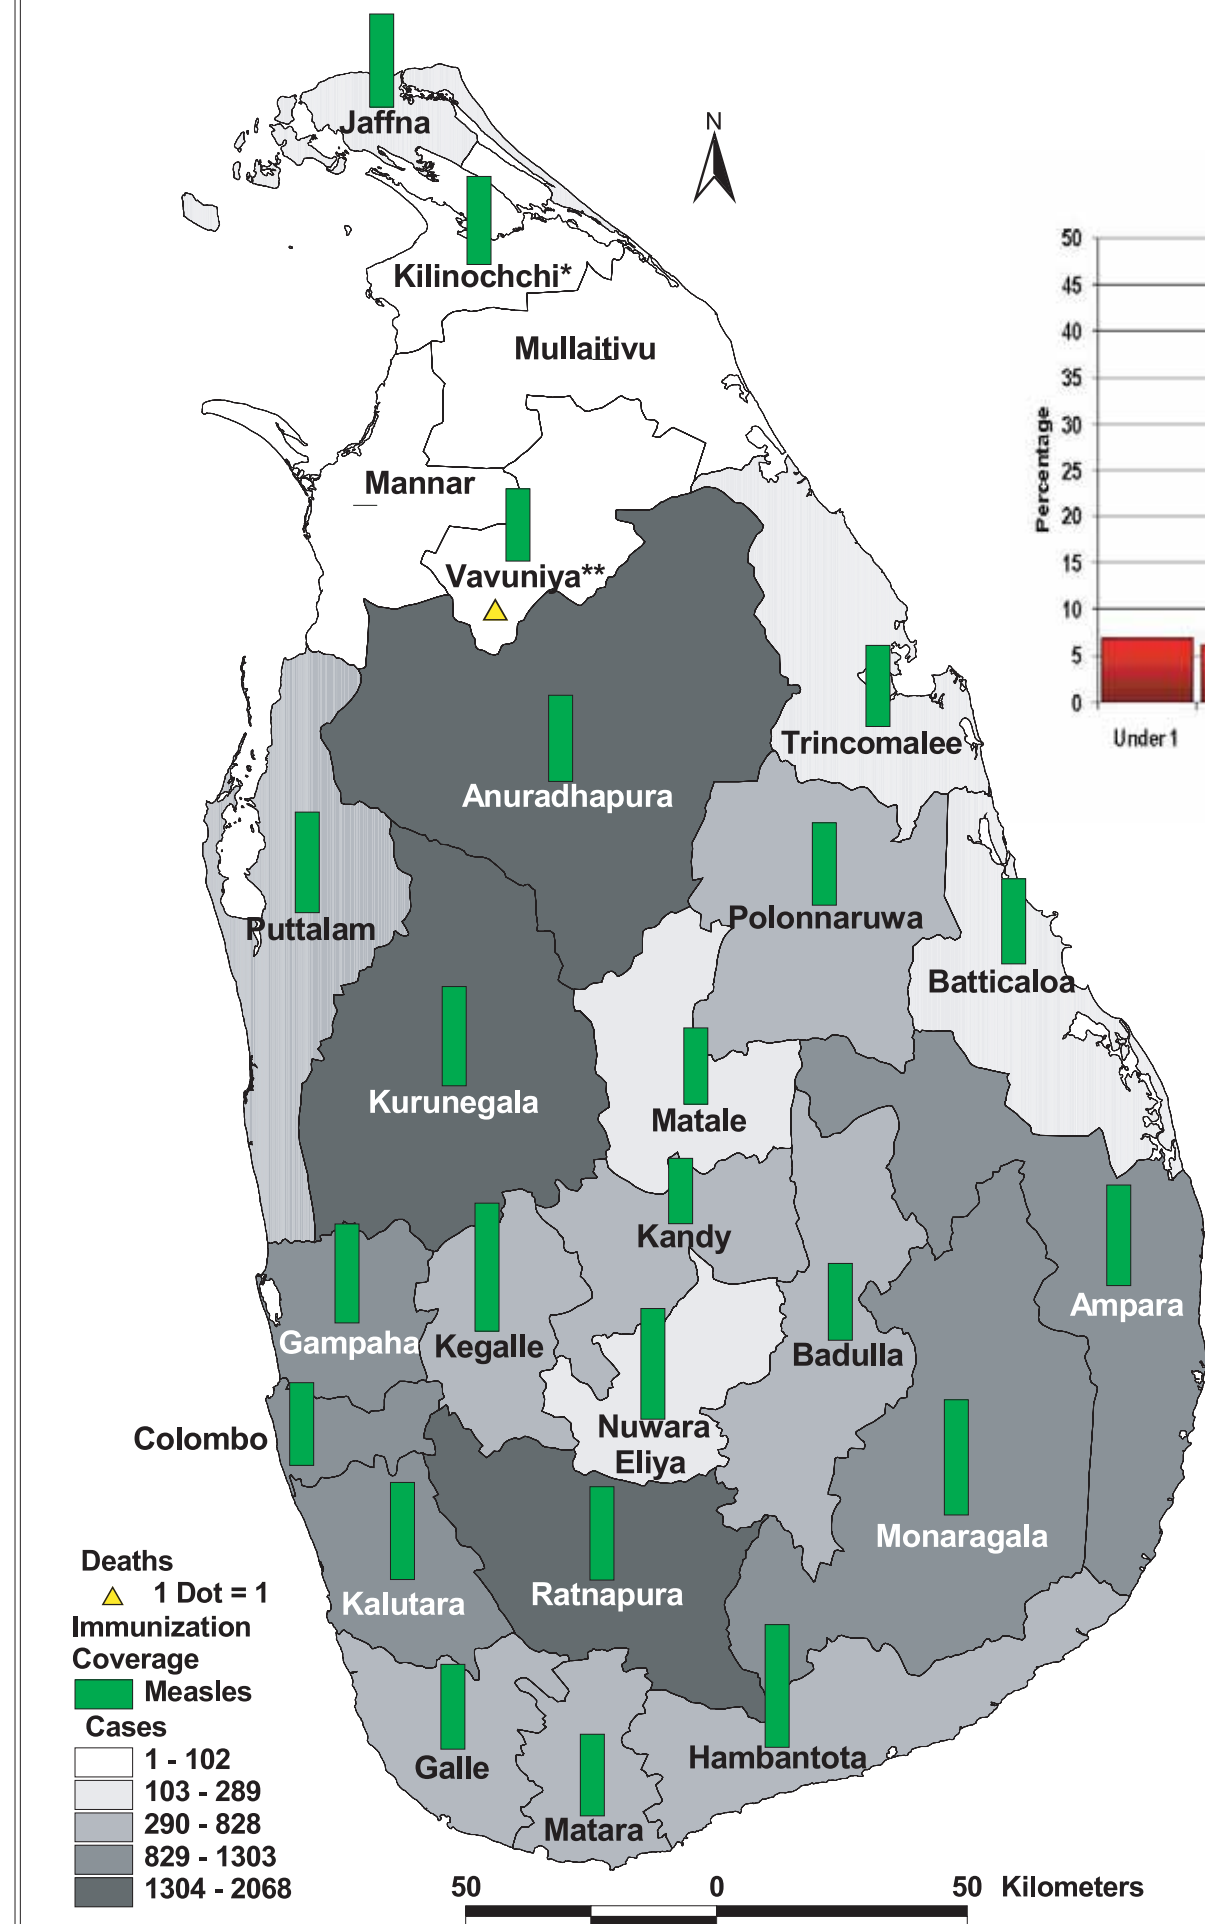 Jaffna
N
Kilinochchi*
Mullaitivu
Mannar
Vavuniya**
Trincomalee
Anuradhapura
Puttalam
Polonnaruwa
Batticaloa
Kurunegala
Matale
Kandy
Ampara
Gampaha
Kegalle
Badulla
Nuwara
Eliya
Colombo
Monaragala
Kalutara
Ratnapura
Galle
Hambantota
Matara
Deaths
1 Dot = 1
Immunization
Coverage
Measles
Cases
1 - 102
103 - 289
290 - 828
829 - 1303
1304 - 2068
50 0 50 Kilometers
Percentage
50
45
40
35
30
25
20
15
10
5
0
Under 1